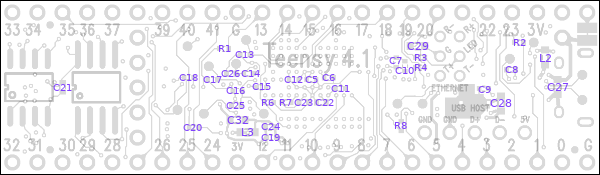 33 34 35 36 37 39 40 41 G 13 14 15 16 17 18 19 20 22 23 3V
Teensy 4.1
R1
C13
C29
R2
L2
C7
R3
C10
R4
C8
C21
C18
C17
C26 C14
C12 C5 C6
C16
C15
C11
C9
C27
ETHERNET
C25
R6 R7 C23 C22
USB HOST
C28
C20
C32
C24
L3
C19
R8
GND GND D+ D- 5V
32 31 30 29 28 26 25 24 3V 12 11 10 9 8 7 6 5 4 3 2 1 0 G